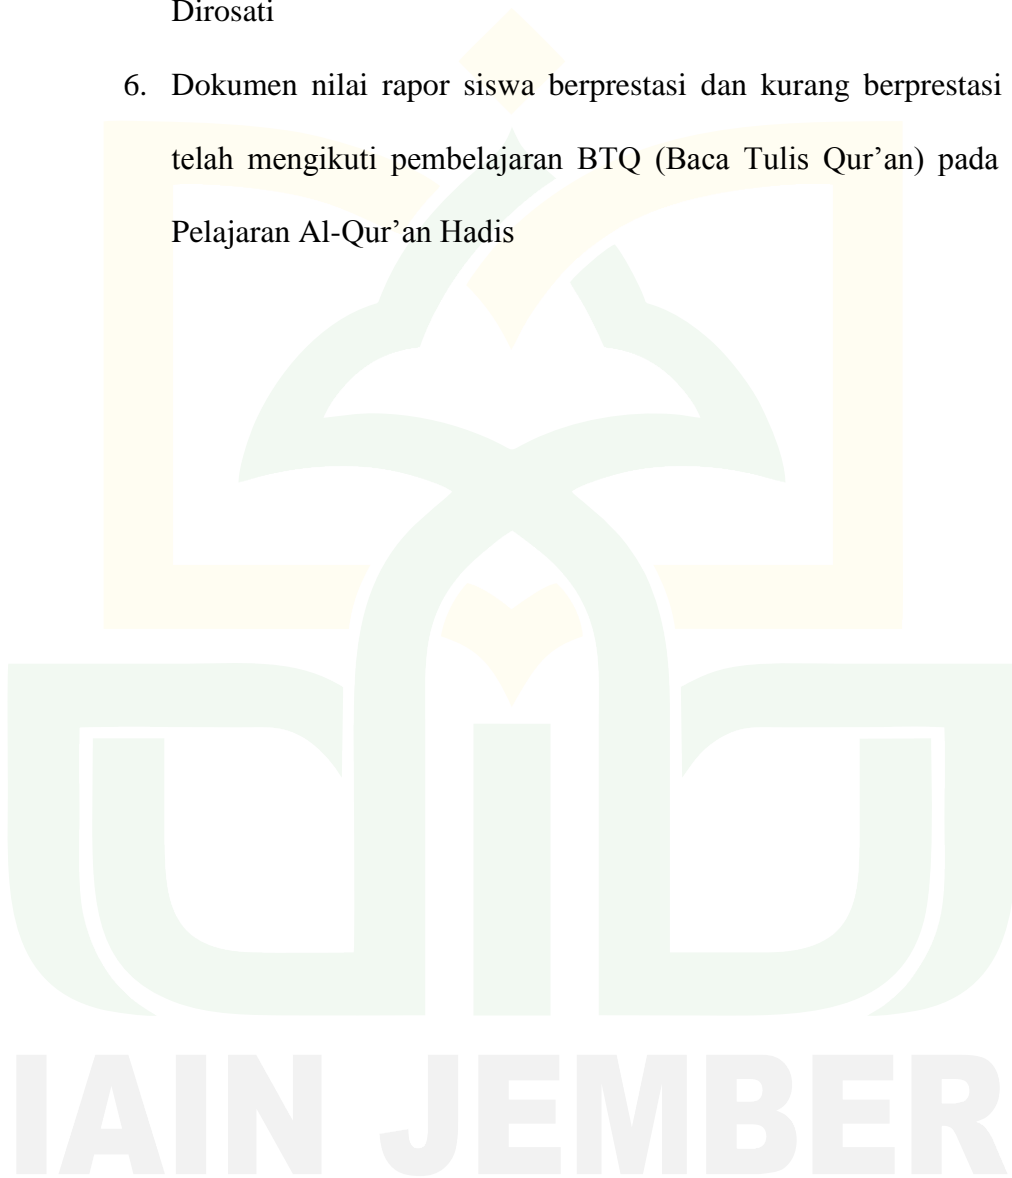 Dirosati
6. Dokumen nilai rapor siswa berprestasi dan kurang berprestasi
telah mengikuti pembelajaran BTQ (Baca Tulis Qur’an) pada
Pelajaran Al-Qur’an Hadis
IAIN JEMBER